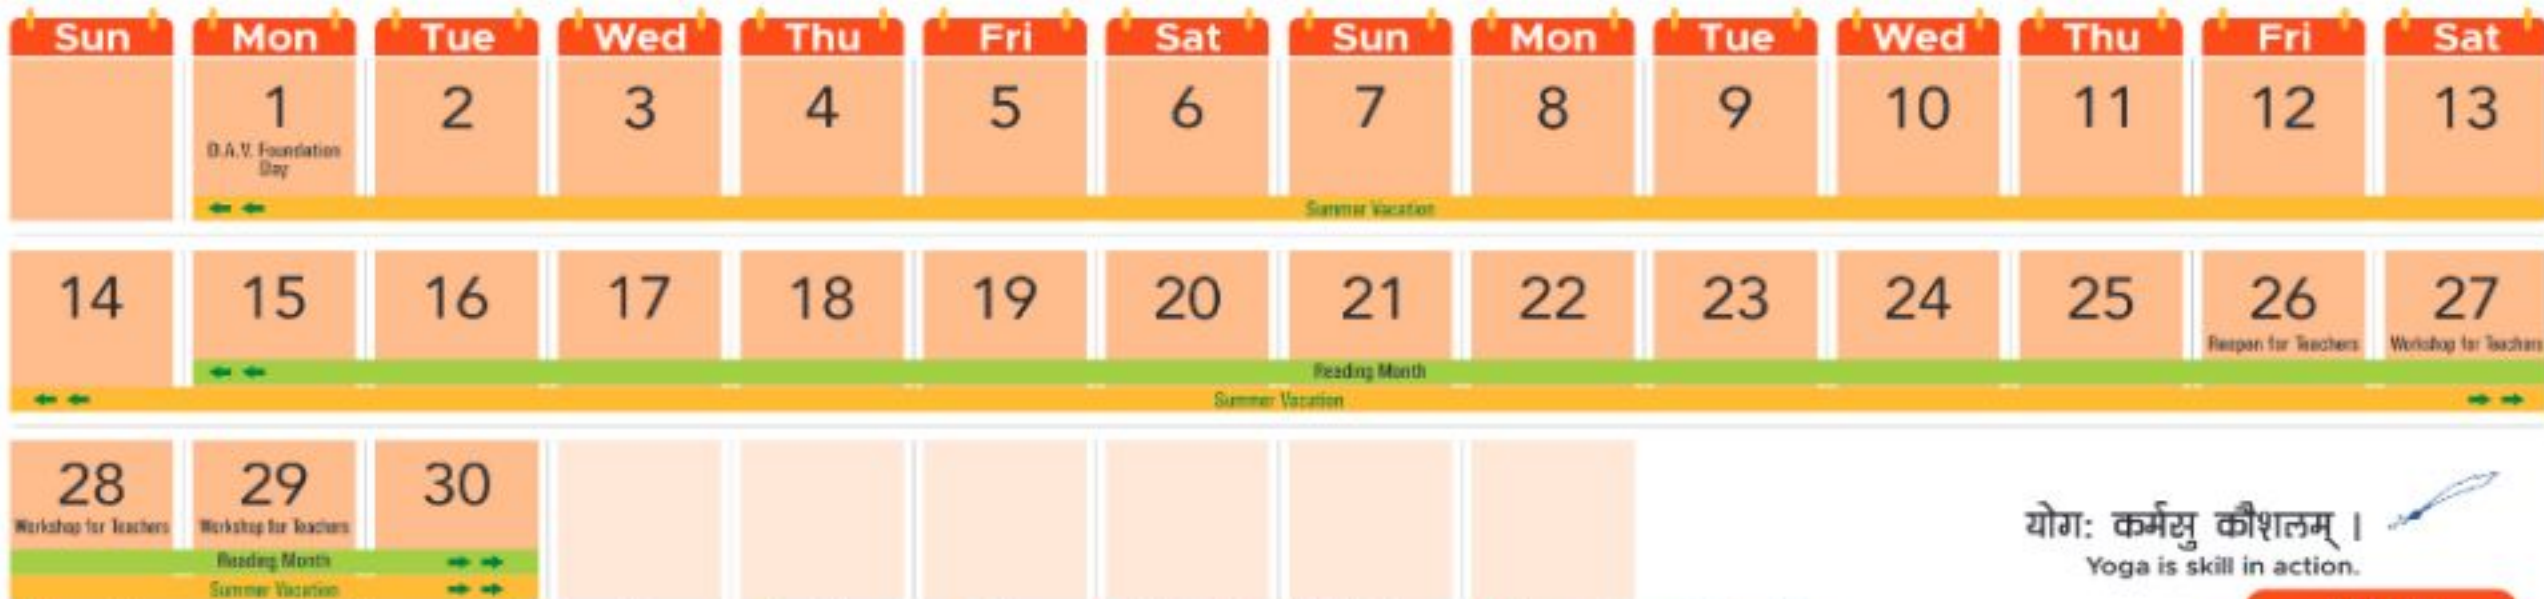 Sun Mon Tue Wed Thu Fri Sat Sun Mon Tue Wed Thu Fri Sat
1 2 3 4 5 6 7 8 9 10 11 12 13
D.A.V. Foundation
Day
Summer Vacation
14 15 16 17 18 19 20 21 22 23 24 25 26 27
Reopen for Teachers Workshop for Teachers
Reading Month
Summer Vacation
28 29 30
Workshop for Teachers Workshop for Teachers
Reading Month
Summer Vacation
योग: कर्मसु कौशलम् ।
Yoga is skill in action.